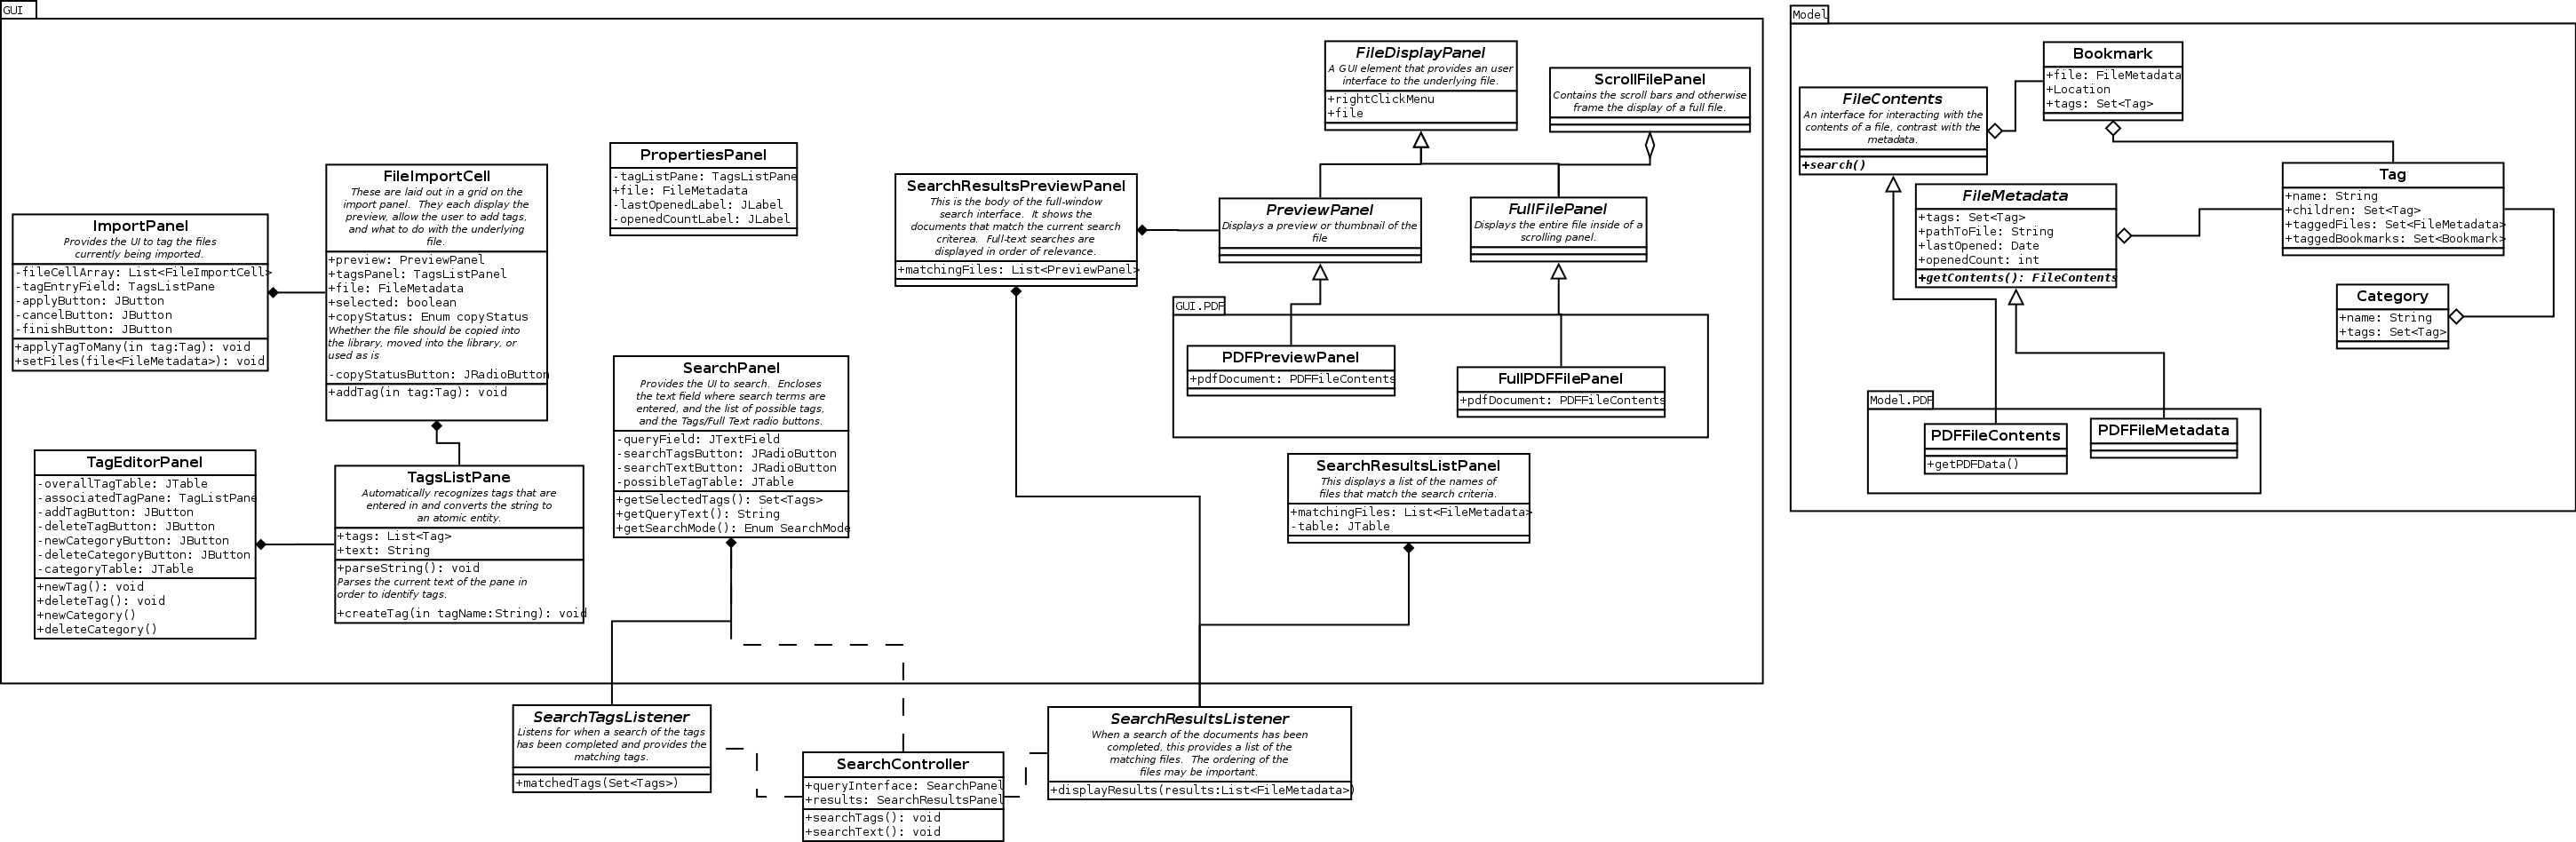 GUI
FileDisplayPanel
A GUI element that provides an user
interface to the underlying file.
+rightClickMenu
+file
ScrollFilePanel
Contains the scroll bars and otherwise
frame the display of a full file.
PropertiesPanel
-tagListPane: TagsListPane
+file: FileMetadata
-lastOpenedLabel: JLabel
-openedCountLabel: JLabel
FileImportCell
These are laid out in a grid on the
import panel. They each display the
preview, allow the user to add tags,
and what to do with the underlying
file.
+preview: PreviewPanel
+tagsPanel: TagsListPanel
+file: FileMetadata
+selected: boolean
+copyStatus: Enum copyStatus
Whether the file should be copied into
the library, moved into the library, or
used as is
-copyStatusButton: JRadioButton
+addTag(in tag:Tag): void
ImportPanel
Provides the UI to tag the files
currently being imported.
-fileCellArray: List<FileImportCell>
-tagEntryField: TagsListPane
-applyButton: JButton
-cancelButton: JButton
-finishButton: JButton
+applyTagToMany(in tag:Tag): void
+setFiles(file<FileMetadata>): void
SearchResultsPreviewPanel
This is the body of the full-window
search interface. It shows the
documents that match the current search
criterea. Full-text searches are
displayed in order of relevance.
+matchingFiles: List<PreviewPanel>
PreviewPanel
Displays a preview or thumbnail of the
file
FullFilePanel
Displays the entire file inside of a
scrolling panel.
GUI.PDF
PDFPreviewPanel
+pdfDocument: PDFFileContents
FullPDFFilePanel
+pdfDocument: PDFFileContents
SearchPanel
Provides the UI to search. Encloses
the text field where search terms are
entered, and the list of possible tags,
and the Tags/Full Text radio buttons.
-queryField: JTextField
-searchTagsButton: JRadioButton
-searchTextButton: JRadioButton
-possibleTagTable: JTable
+getSelectedTags(): Set<Tags>
+getQueryText(): String
+getSearchMode(): Enum SearchMode
TagEditorPanel
-overallTagTable: JTable
-associatedTagPane: TagListPane
-addTagButton: JButton
-deleteTagButton: JButton
-newCategoryButton: JButton
-deleteCategoryButton: JButton
-categoryTable: JTable
+newTag(): void
+deleteTag(): void
+newCategory()
+deleteCategory()
TagsListPane
Automatically recognizes tags that are
entered in and converts the string to
an atomic entity.
+tags: List<Tag>
+text: String
+parseString(): void
Parses the current text of the pane in
order to identify tags.
+createTag(in tagName:String): void
SearchResultsListPanel
This displays a list of the names of
files that match the search criteria.
+matchingFiles: List<FileMetadata>
-table: JTable
SearchTagsListener
Listens for when a search of the tags
has been completed and provides the
matching tags.
+matchedTags(Set<Tags>)
SearchController
+queryInterface: SearchPanel
+results: SearchResultsPanel
+searchTags(): void
+searchText(): void
SearchResultsListener
When a search of the documents has been
completed, this provides a list of the
matching files. The ordering of the
files may be important.
+displayResults(results:List<FileMetadata>)
Model
Bookmark
+file: FileMetadata
+Location
+tags: Set<Tag>
FileContents
An interface for interacting with the
contents of a file, contrast with the
metadata.
+search()
FileMetadata
+tags: Set<Tag>
+pathToFile: String
+lastOpened: Date
+openedCount: int
+getContents(): FileContents
Tag
+name: String
+children: Set<Tag>
+taggedFiles: Set<FileMetadata>
+taggedBookmarks: Set<Bookmark>
Category
+name: String
+tags: Set<Tag>
Model.PDF
PDFFileContents
+getPDFData()
PDFFileMetadata